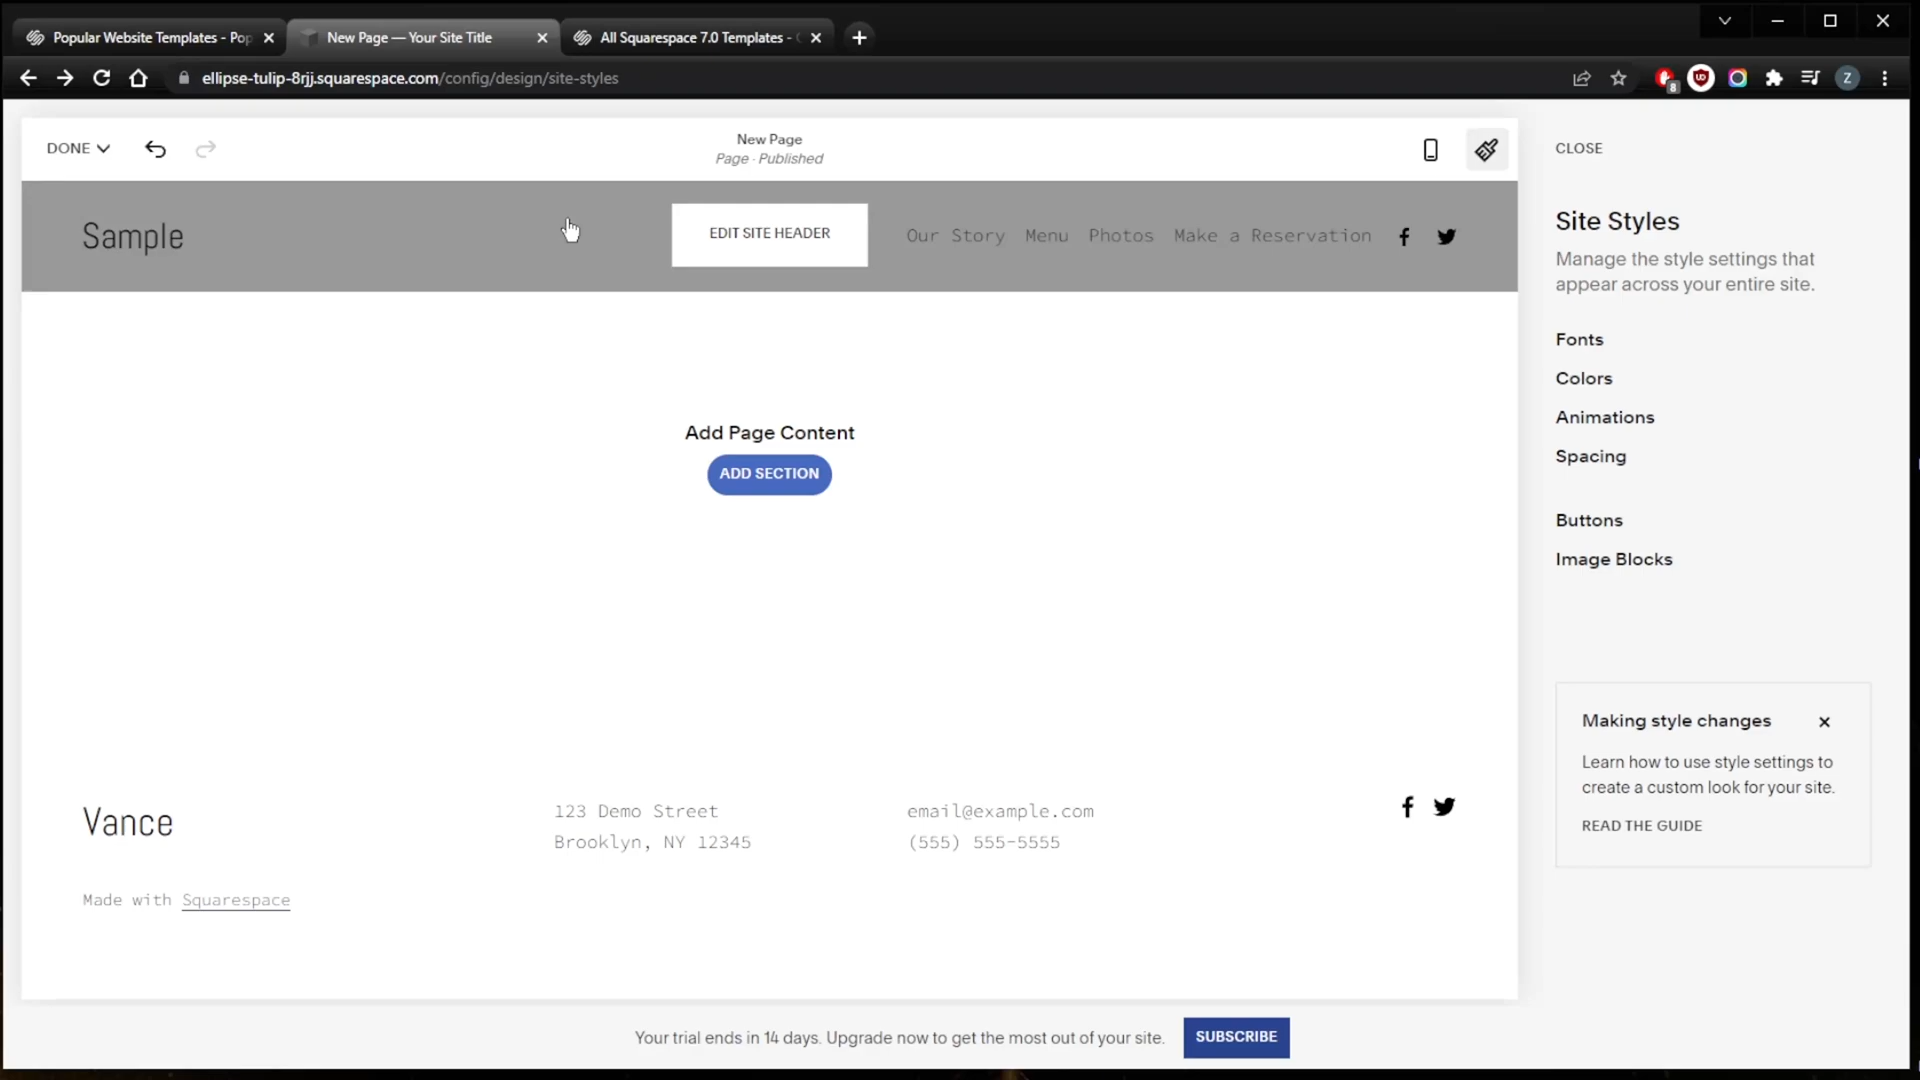 Popular Website Templates - Pop
New Page — Your Site Title
All Squarespace 7.0 Templates -
ellipse-tulip-8rjj.squarespace.com/config/design/site-styles
8
Z
DONE
New Page
Page · Published
CLOSE
Sample
EDIT SITE HEADER
Our Story Menu Photos Make a Reservation
Site Styles
Manage the style settings that
appear across your entire site.
Fonts
Colors
Animations
Spacing
Buttons
Image Blocks
Add Page Content
ADD SECTION
Making style changes
Learn how to use style settings to
create a custom look for your site.
READ THE GUIDE
Vance
123 Demo Street
Brooklyn, NY 12345
email@example.com
(555) 555-5555
Made with Squarespace
Your trial ends in 14 days. Upgrade now to get the most out of your site.
SUBSCRIBE